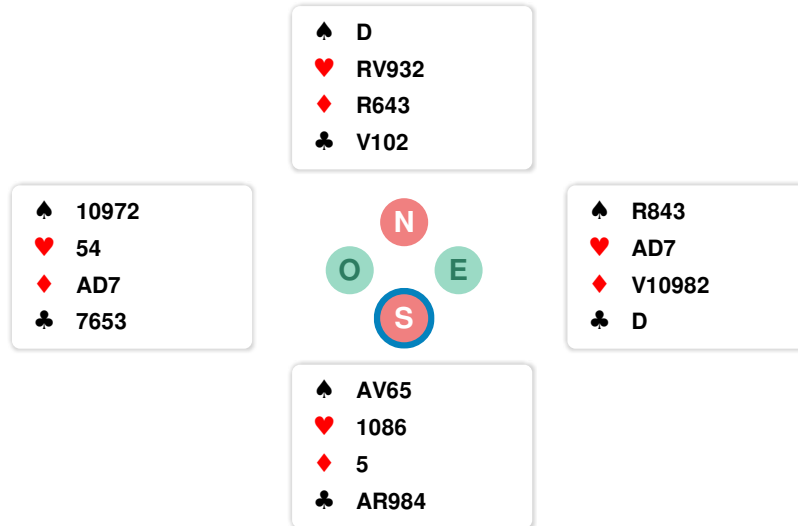 ♠ D
♥ RV932
♦ R643
♣ V102
♠ 10972
♥ 54
♦ AD7
♣ 7653
N
O E
S
♠ R843
♥ AD7
♦ V10982
♣ D
♠ AV65
♥ 1086
♦ 5
♣ AR984